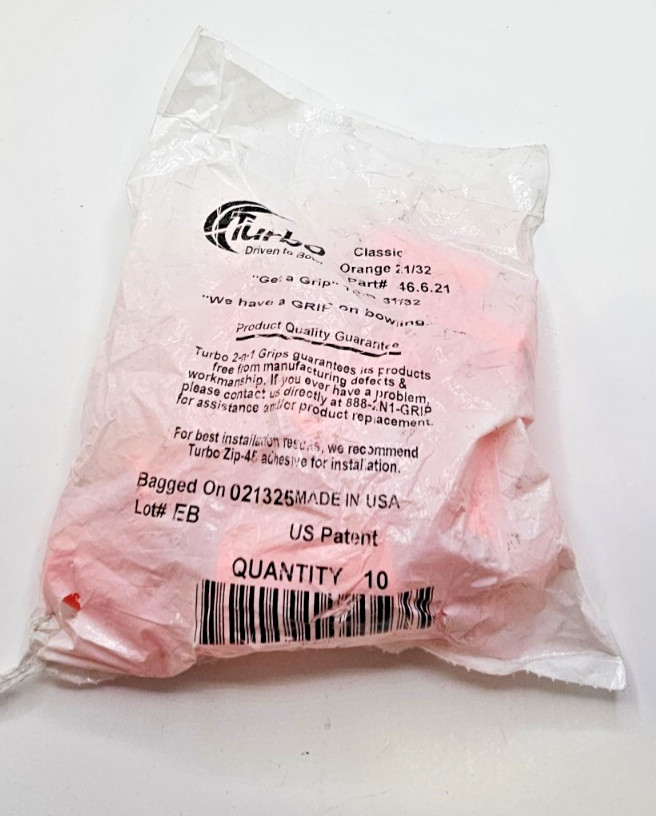 Turbo
Driven to Bowl
Classic
Orange 21/32
Part# 46.6.21
"Get a Grip" 31/32
"We have a GRIP on bowling.
Product Quality Guarantee
Turbo 2-n-1 Grips guarantees its products
free from manufacturing defects &
workmanship. If you ever have a problem,
please contact us directly at 888-2N1-GRIP
for assistance and/or product replacement.
For best installation results, we recommend
Turbo Zip-45 adhesive for installation.
Bagged On 021325 MADE IN USA
Lot# EB
US Patent
QUANTITY 10